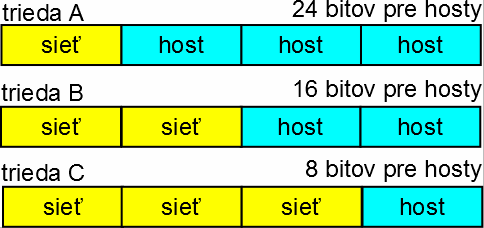 trieda A 24 bitov pre hosty
sieť host host host
trieda B 16 bitov pre hosty
sieť sieť host host
trieda C 8 bitov pre hosty
sieť sieť sieť host